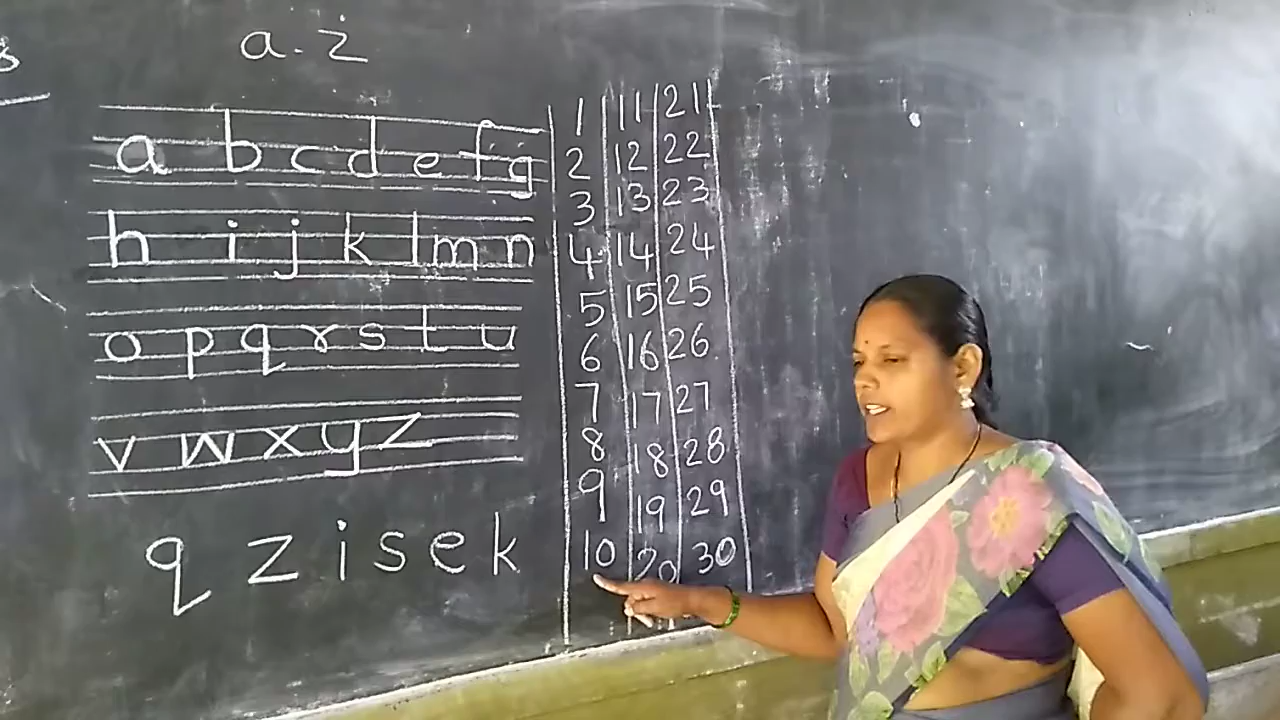 a.z
a b c d e f g
h i j k l m n
o p q r s t u
v w x y z
q z i s e k
1 11 21
2 12 22
3 13 23
4 14 24
5 15 25
6 16 26
7 17 27
8 18 28
9 19 29
10 20 30